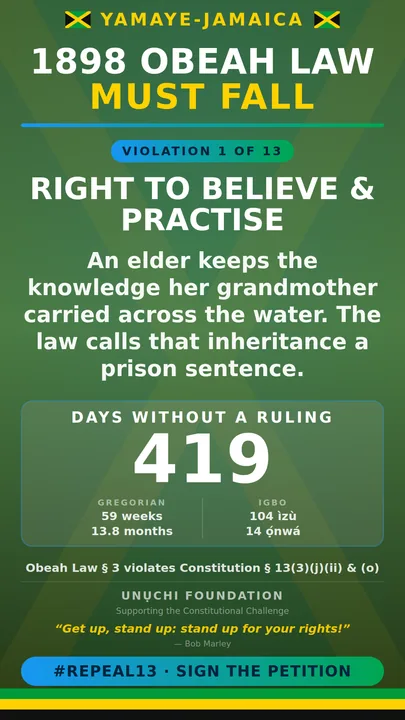 YAMAYE-JAMAICA
1898 OBEAH LAW
MUST FALL
VIOLATION 1 OF 13
RIGHT TO BELIEVE &
PRACTISE
An elder keeps the
knowledge her grandmother
carried across the water. The
law calls that inheritance a
prison sentence.
DAYS WITHOUT A RULING
419
GREGORIAN
59 weeks
13.8 months
IGBO
104 ìzù
14 ọ́nwá
Obeah Law § 3 violates Constitution § 13(3)(j)(ii) & (o)
UNỤCHI FOUNDATION
Supporting the Constitutional Challenge
“Get up, stand up: stand up for your rights!”
— Bob Marley
#REPEAL13 · SIGN THE PETITION